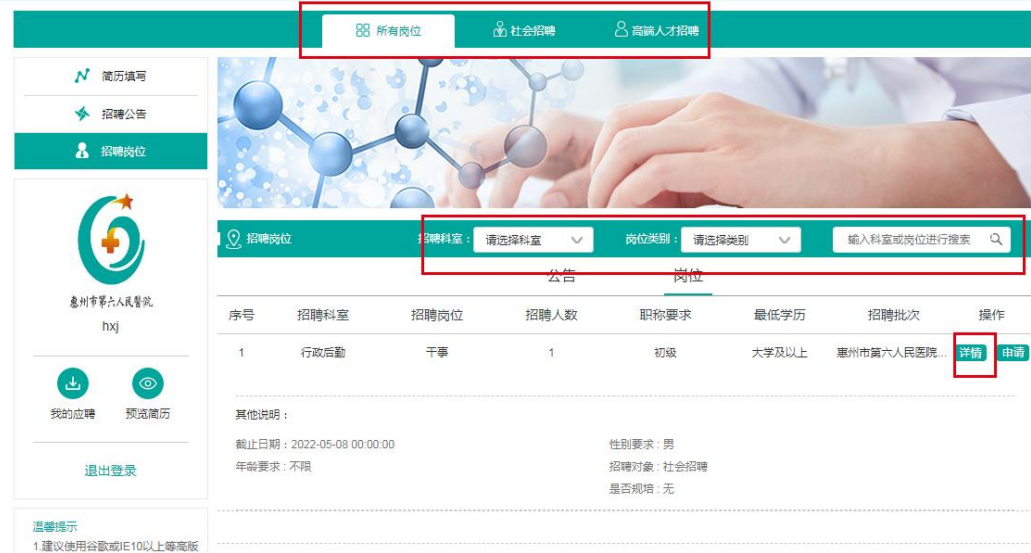 所有岗位 社会招聘 高端人才招聘
简历填写
招聘公告
招聘岗位
惠州市第六人民医院
hxj
我的应聘 预览简历
退出登录
温馨提示
1.建议使用谷歌或IE10以上等高版
招聘岗位 招聘科室： 请选择科室 岗位类别： 请选择类别 输入科室或岗位进行搜索
公告 岗位
序号 招聘科室 招聘岗位 招聘人数 职称要求 最低学历 招聘批次 操作
1 行政后勤 干事 1 初级 大学及以上 惠州市第六人民医院... 详情 申请
其他说明：
截止日期：2022-05-08 00:00:00 性别要求：男
年龄要求：不限 招聘对象：社会招聘
是否规培：无